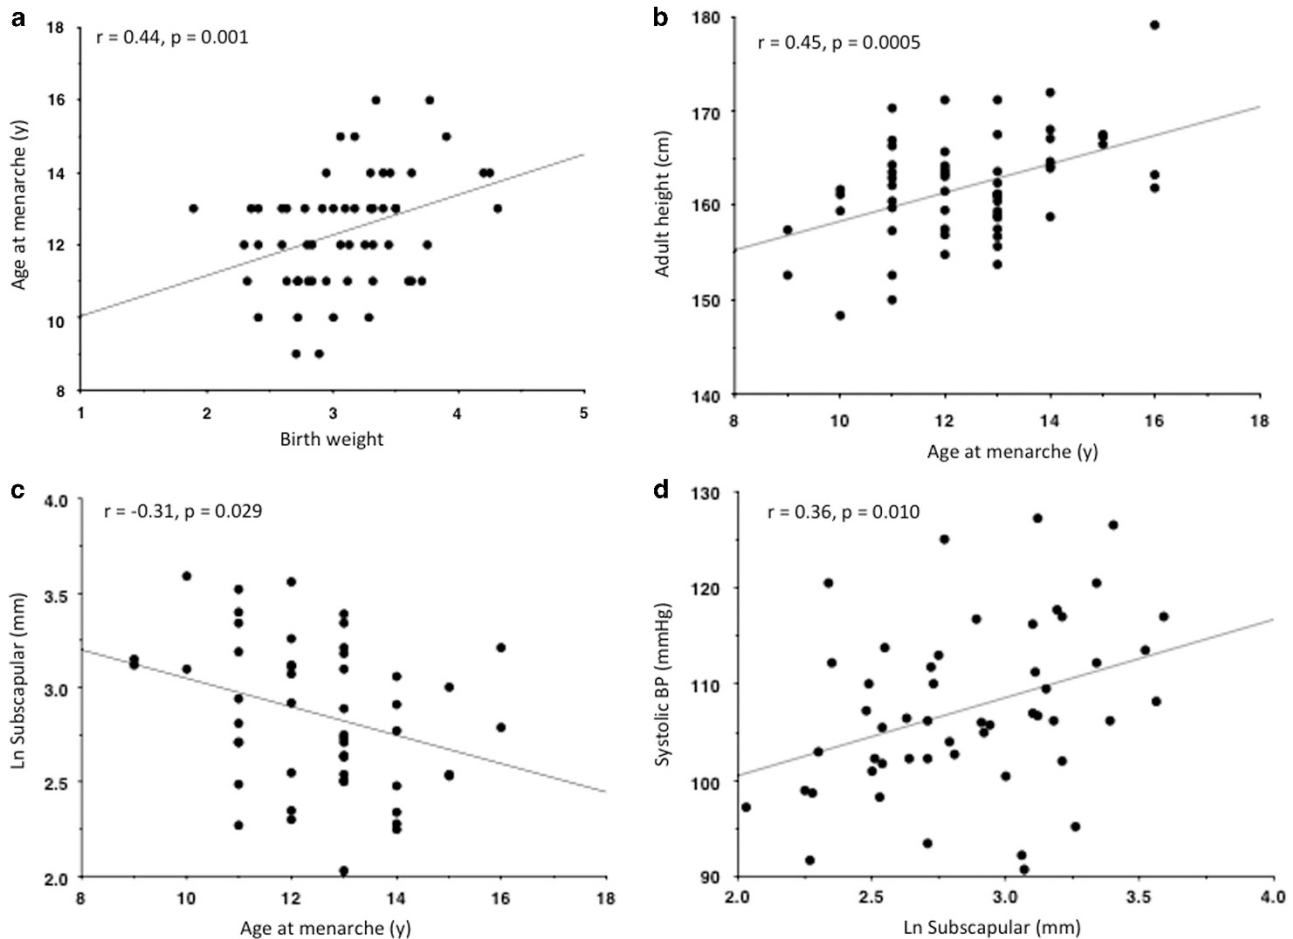 a
r = 0.44, p = 0.001
Age at menarche (y)
18
16
14
12
10
8
1 2 3 4 5
Birth weight
b
r = 0.45, p = 0.0005
Adult height (cm)
180
170
160
150
140
8 10 12 14 16 18
Age at menarche (y)
c
r = -0.31, p = 0.029
Ln Subscapular (mm)
4.0
3.5
3.0
2.5
2.0
8 10 12 14 16 18
Age at menarche (y)
d
r = 0.36, p = 0.010
Systolic BP (mmHg)
130
120
110
100
90
2.0 2.5 3.0 3.5 4.0
Ln Subscapular (mm)